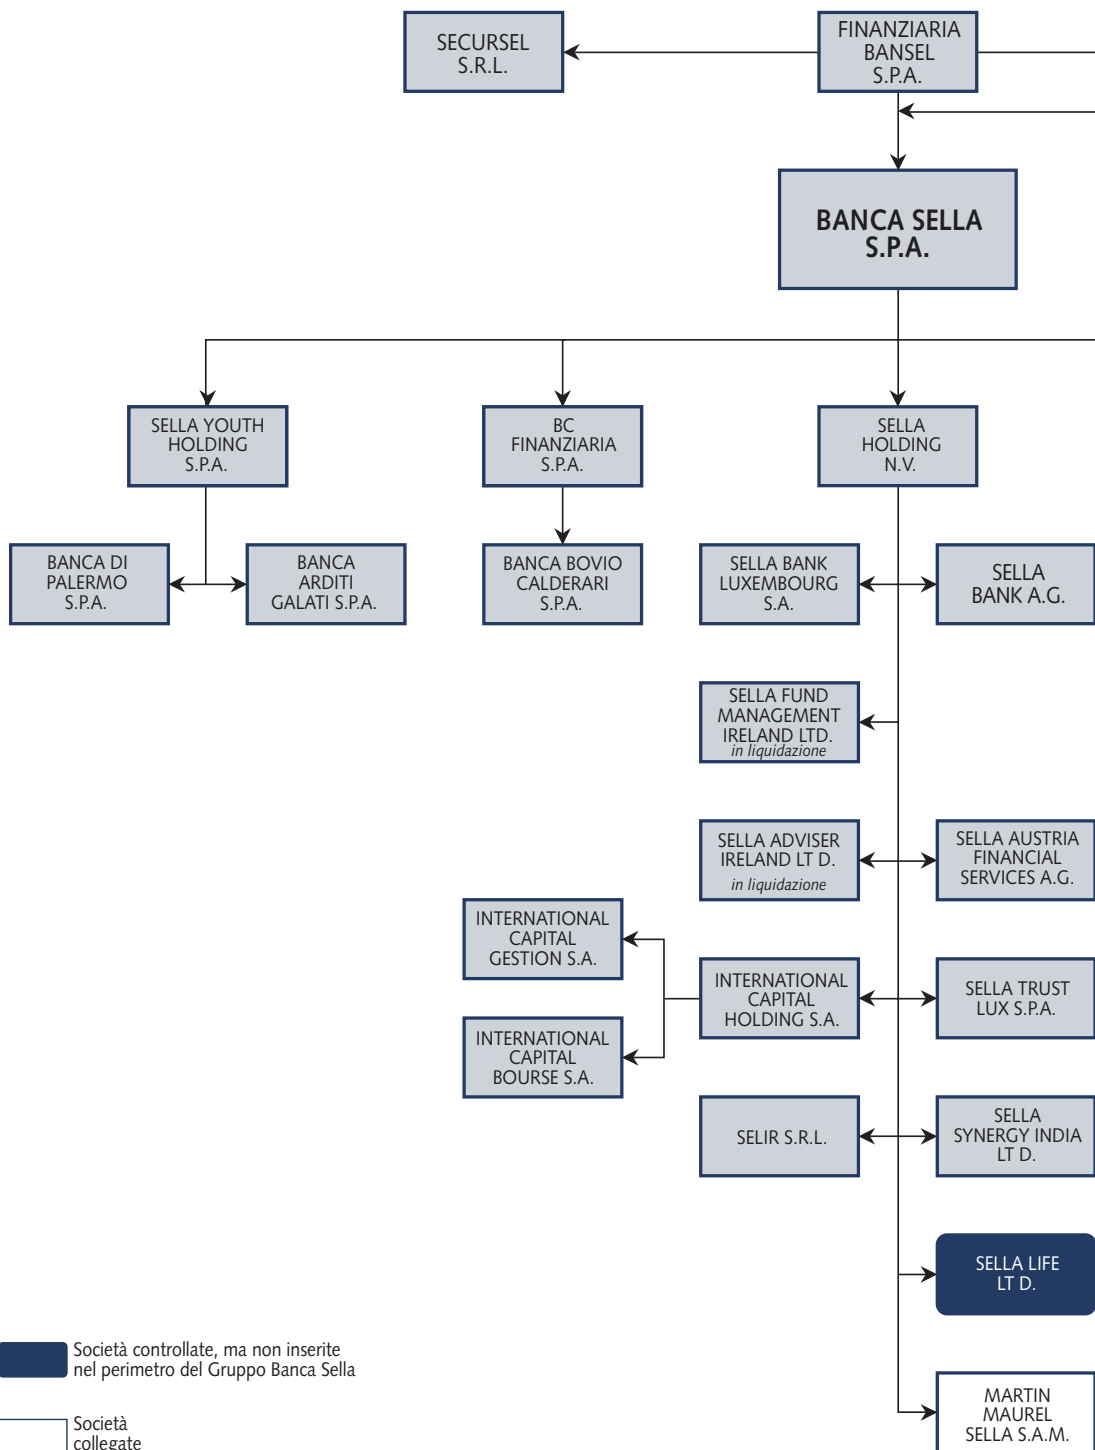 SECURSEL
S.R.L.
FINANZIARIA
BANSEL
S.P.A.
BANCA SELLA
S.P.A.
SELLA YOUTH
HOLDING
S.P.A.
BC
FINANZIARIA
S.P.A.
SELLA
HOLDING
N.V.
BANCA DI
PALERMO
S.P.A.
BANCA
ARDITI
GALATI S.P.A.
BANCA BOVIO
CALDERARI
S.P.A.
SELLA BANK
LUXEMBOURG
S.A.
SELLA
BANK A.G.
SELLA FUND
MANAGEMENT
IRELAND LTD.
in liquidazione
SELLA ADVISER
IRELAND LT D.
in liquidazione
SELLA AUSTRIA
FINANCIAL
SERVICES A.G.
INTERNATIONAL
CAPITAL
GESTION S.A.
INTERNATIONAL
CAPITAL
HOLDING S.A.
SELLA TRUST
LUX S.P.A.
INTERNATIONAL
CAPITAL
BOURSE S.A.
SELIR S.R.L.
SELLA
SYNERGY INDIA
LT D.
SELLA LIFE
LT D.
Società controllate, ma non inserite
nel perimetro del Gruppo Banca Sella
MARTIN
MAUREL
SELLA S.A.M.
Società
collegate